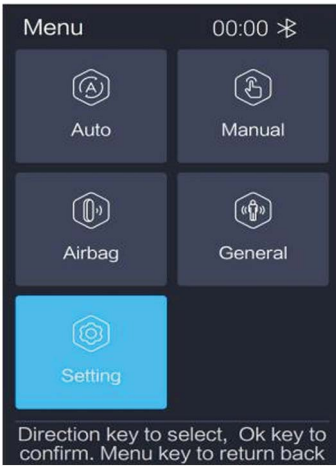 Menu 00:00
Auto Manual
Airbag General
Setting
Direction key to select, Ok key to
confirm. Menu key to return back